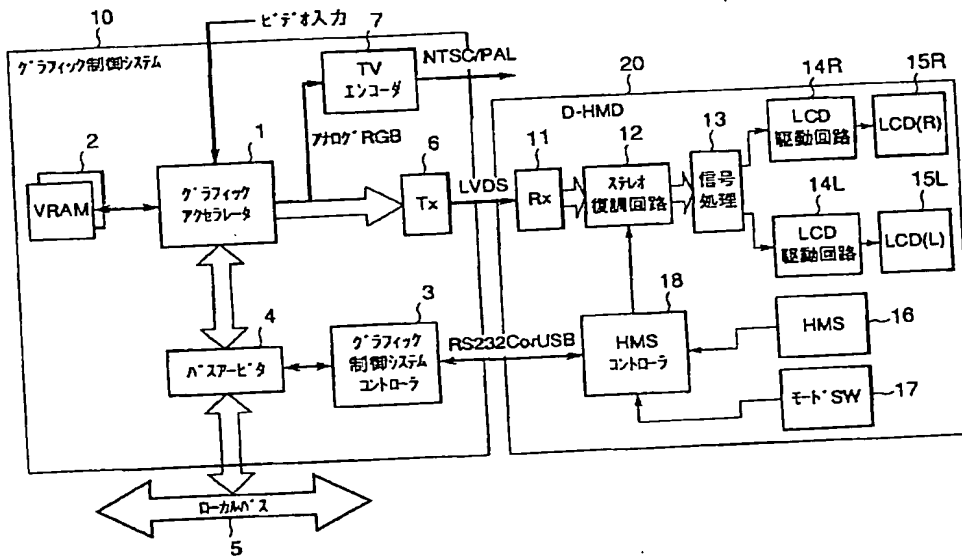 ビデオ入力
10
グラフィック制御システム
7
TV
エンコーダ
NTSC/PAL
アナログRGB
2
VRAM
1
グラフィック
アクセラレータ
6
Tx
LVDS
4
バスアービタ
3
グラフィック
制御システム
コントローラ
RS232CorUSB
ローカルバス
5
20
D-HMD
11
Rx
12
ステレオ
復調回路
13
信号
処理
14R
LCD
駆動回路
15R
LCD(R)
14L
LCD
駆動回路
15L
LCD(L)
18
HMS
コントローラ
HMS
16
モードSW
17